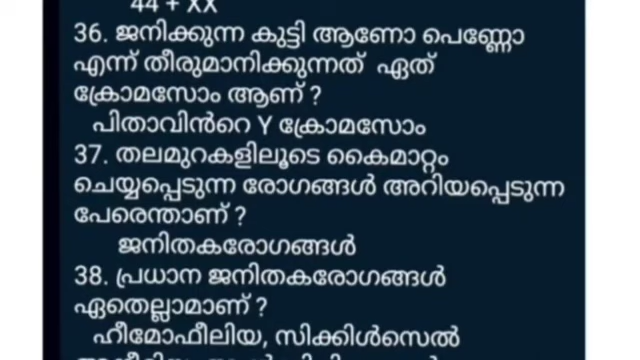 44 + XX
36. ജനിക്കുന്ന കുട്ടി ആണോ പെണ്ണോ
എന്ന് തീരുമാനിക്കുന്നത് ഏത്
ക്രോമസോം ആണ് ?
പിതാവിൻറെ Y ക്രോമസോം
37. തലമുറകളിലൂടെ കൈമാറ്റം
ചെയ്യപ്പെടുന്ന രോഗങ്ങൾ അറിയപ്പെടുന്ന
പേരെന്താണ് ?
ജനിതകരോഗങ്ങൾ
38. പ്രധാന ജനിതകരോഗങ്ങൾ
ഏതെല്ലാമാണ് ?
ഹീമോഫീലിയ, സിക്കിൾസെൽ